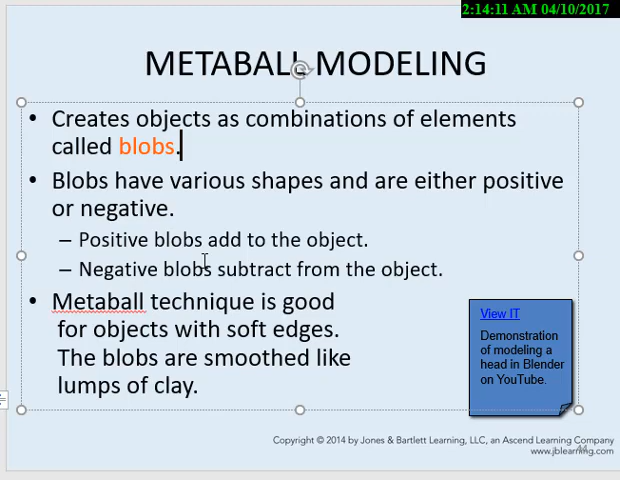 2:14:11 AM 04/10/2017
METABALL MODELING
• Creates objects as combinations of elements
called blobs.
• Blobs have various shapes and are either positive
or negative.
– Positive blobs add to the object.
– Negative blobs subtract from the object.
• Metaball technique is good
for objects with soft edges.
The blobs are smoothed like
lumps of clay.
View IT
Demonstration
of modeling a
head in Blender
on YouTube.
Copyright © 2014 by Jones & Bartlett Learning, LLC, an Ascend Learning Company
www.jblearning.com
44